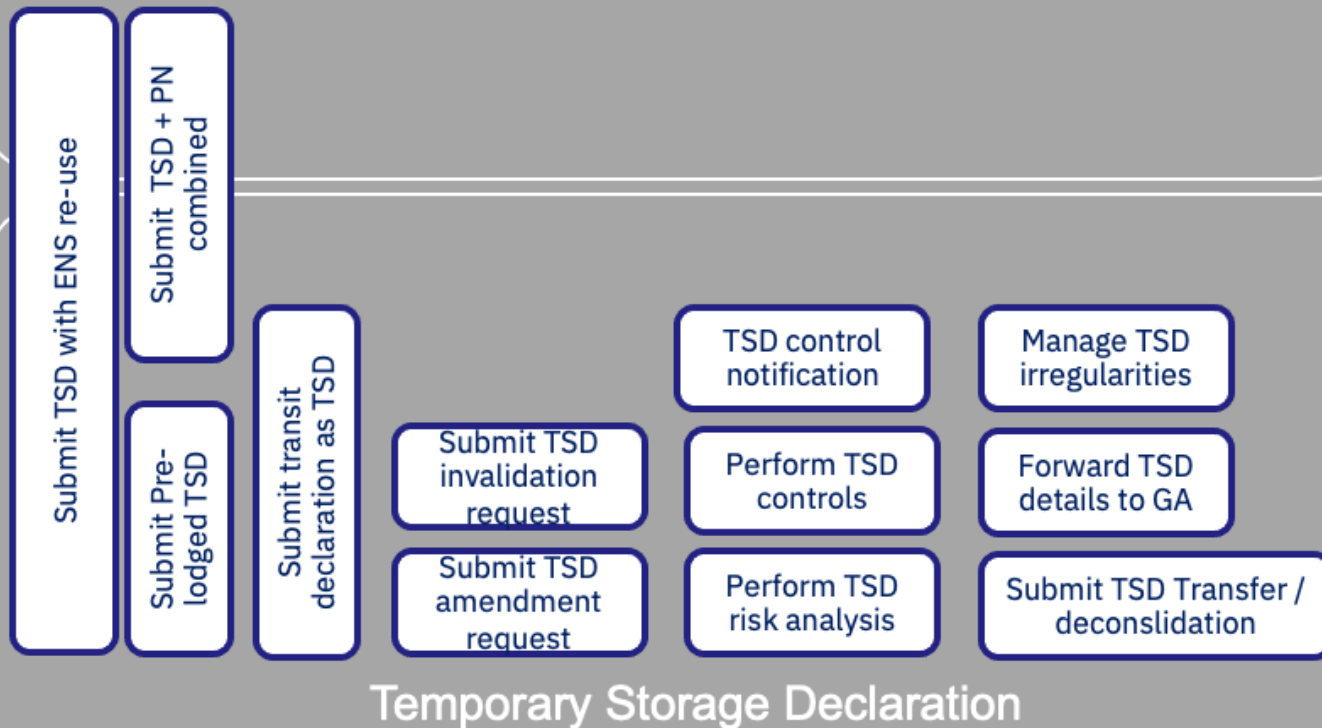 Submit TSD with ENS re-use
Submit TSD + PN
combined
Submit Pre-
lodged TSD
Submit transit
declaration as TSD
Submit TSD
invalidation
request
Submit TSD
amendment
request
TSD control
notification
Perform TSD
controls
Perform TSD
risk analysis
Manage TSD
irregularities
Forward TSD
details to GA
Submit TSD Transfer /
deconslidation
Temporary Storage Declaration